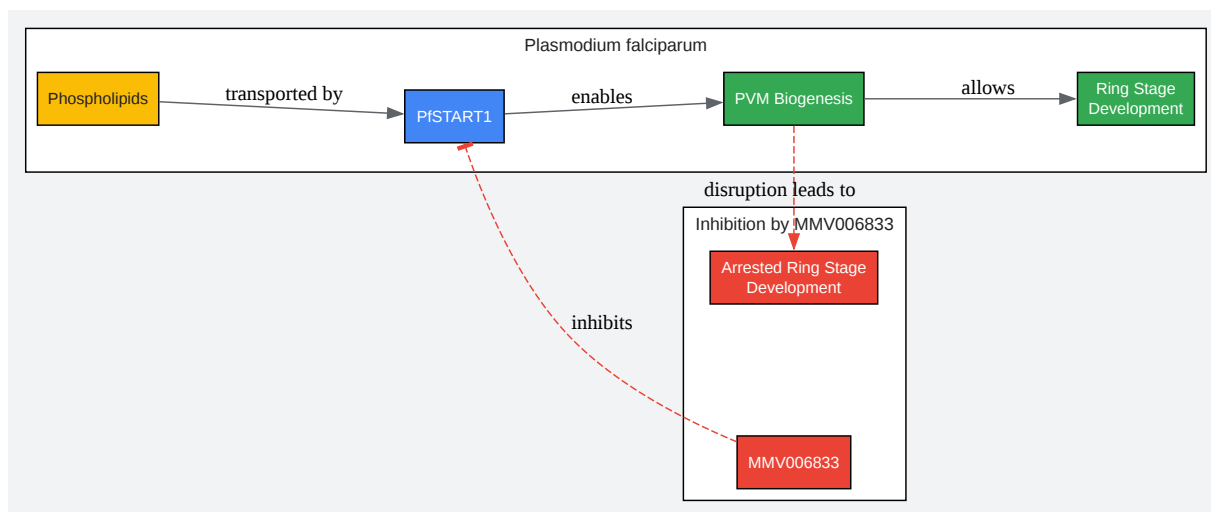 Plasmodium falciparum
Phospholipids
transported by
PfSTART1
enables
PVM Biogenesis
allows
Ring Stage
Development
disruption leads to
Inhibition by MMV006833
Arrested Ring Stage
Development
inhibits
MMV006833